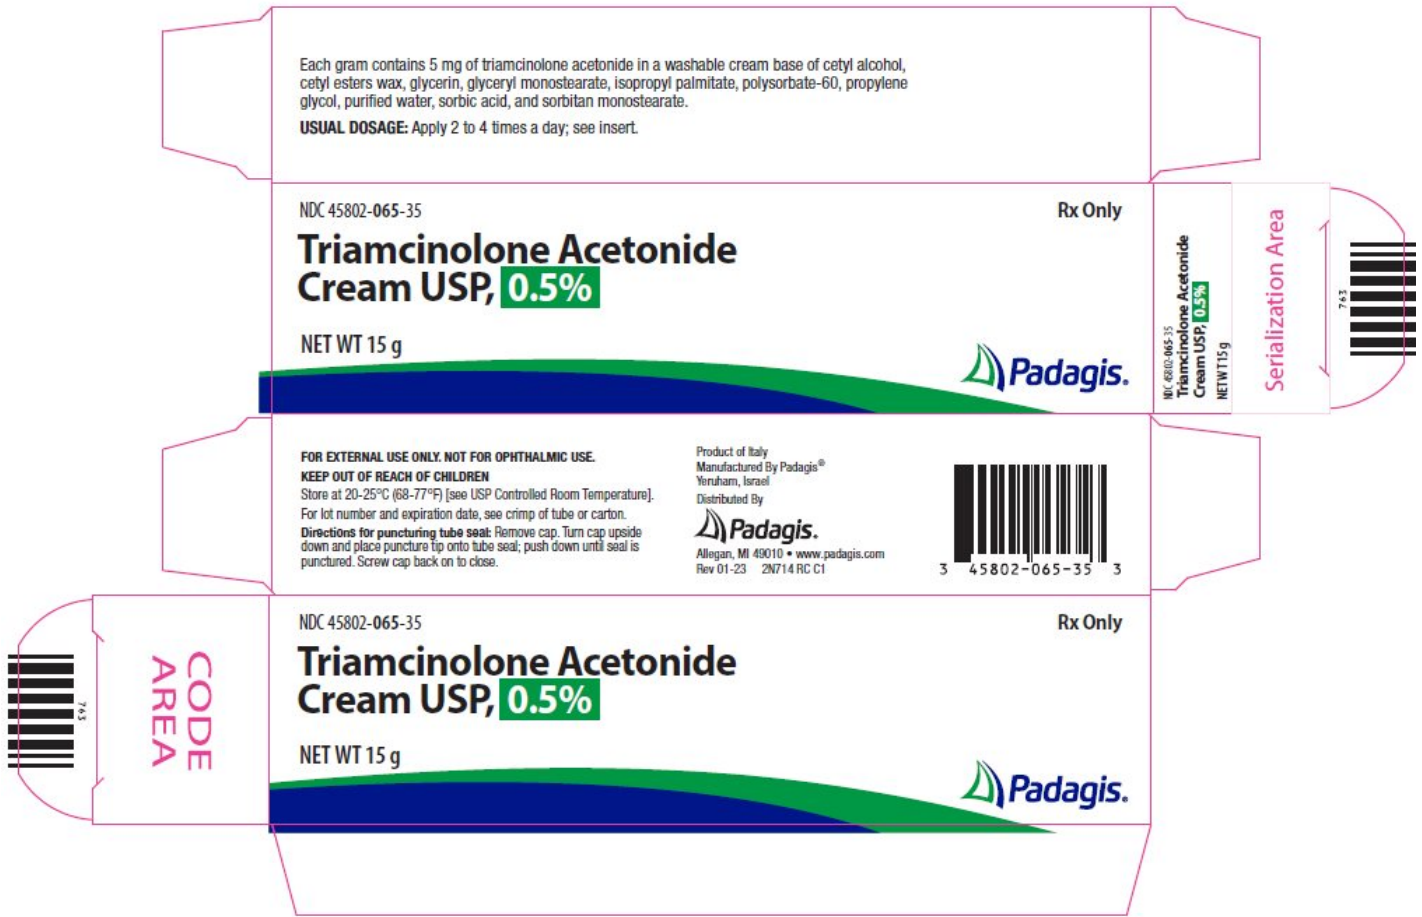 Each gram contains 5 mg of triamcinolone acetonide in a washable cream base of cetyl alcohol,
cetyl esters wax, glycerin, glyceryl monostearate, isopropyl palmitate, polysorbate-60, propylene
glycol, purified water, sorbic acid, and sorbitan monostearate.
USUAL DOSAGE: Apply 2 to 4 times a day; see insert.
NDC 45802-065-35
Rx Only
Triamcinolone Acetonide
Cream USP, 0.5%
NET WT 15 g
Padagis.
NDC 45802-065-35
Triamcinolone Acetonide
Cream USP, 0.5%
NET WT 15 g
Serialization Area
763
FOR EXTERNAL USE ONLY. NOT FOR OPHTHALMIC USE.
KEEP OUT OF REACH OF CHILDREN
Store at 20-25°C (68-77°F) [see USP Controlled Room Temperature].
For lot number and expiration date, see crimp of tube or carton.
Directions for puncturing tube seal: Remove cap. Turn cap upside
down and place puncture tip onto tube seal; push down until seal is
punctured. Screw cap back on to close.
Product of Italy
Manufactured By Padagis®
Yeruham, Israel
Distributed By
Padagis.
Allegan, MI 49010 • www.padagis.com
Rev 01-23 2N714 RC C1
3 45802-065-35 3
763
CODE
AREA
NDC 45802-065-35
Rx Only
Triamcinolone Acetonide
Cream USP, 0.5%
NET WT 15 g
Padagis.